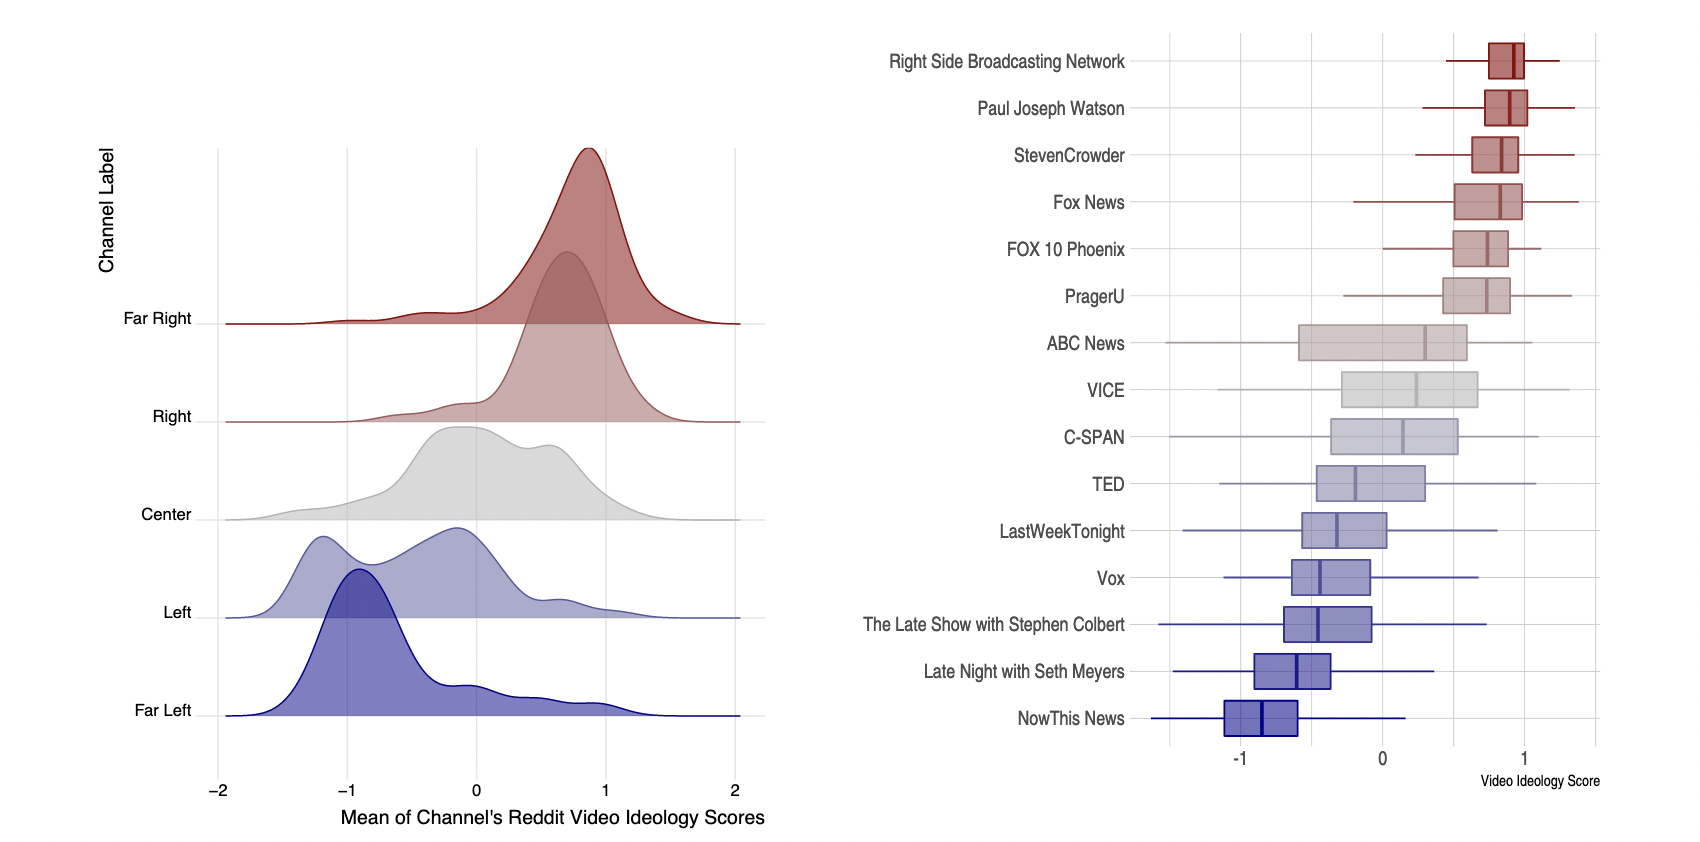 Channel Label
Far Right
Right
Center
Left
Far Left
−2 −1 0 1 2
Mean of Channel's Reddit Video Ideology Scores
Right Side Broadcasting Network
Paul Joseph Watson
StevenCrowder
Fox News
FOX 10 Phoenix
PragerU
ABC News
VICE
C-SPAN
TED
LastWeekTonight
Vox
The Late Show with Stephen Colbert
Late Night with Seth Meyers
NowThis News
-1 0 1
Video Ideology Score